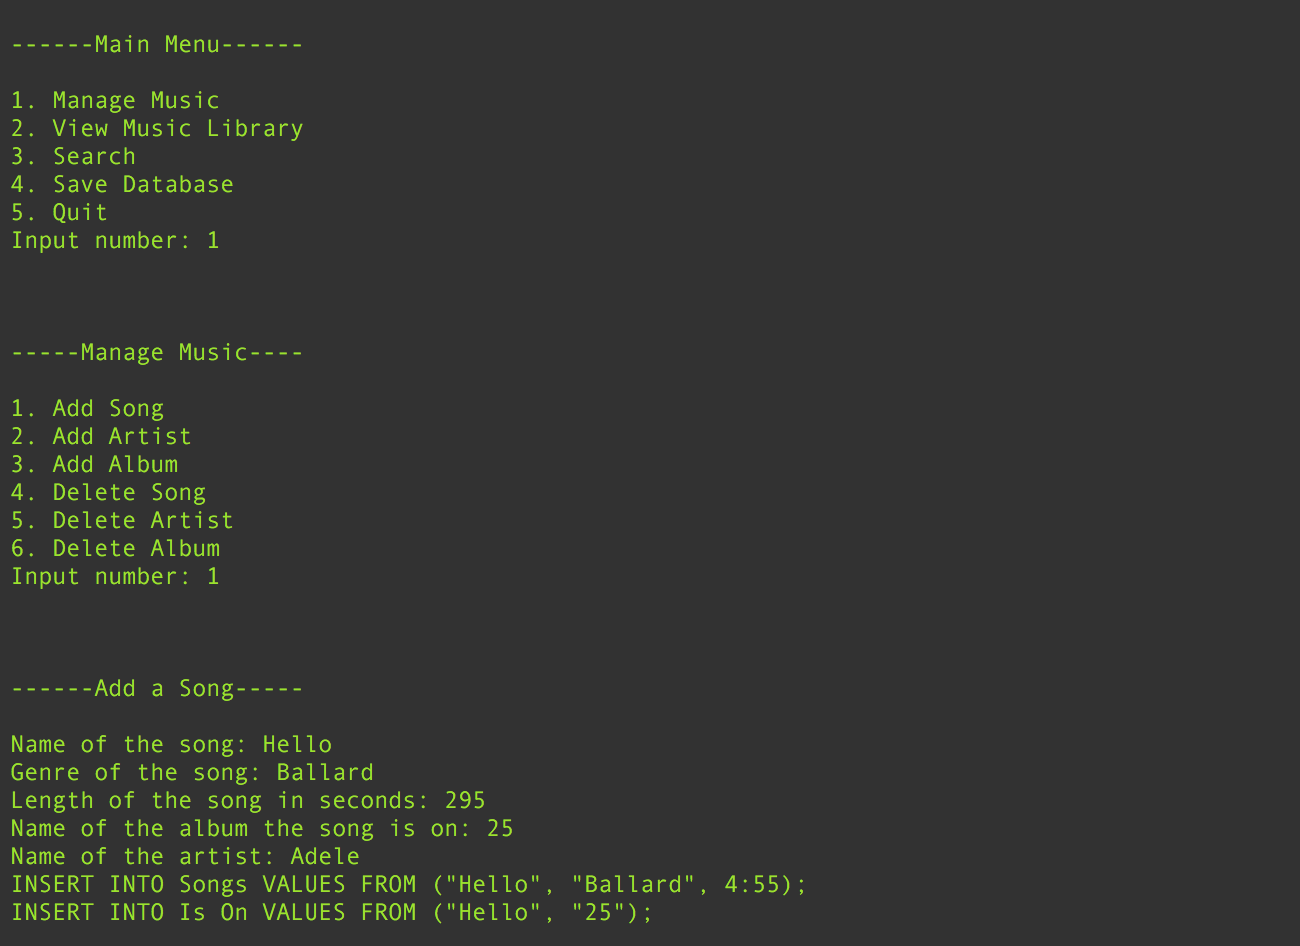 ------Main Menu------
1. Manage Music
2. View Music Library
3. Search
4. Save Database
5. Quit
Input number: 1
-----Manage Music----
1. Add Song
2. Add Artist
3. Add Album
4. Delete Song
5. Delete Artist
6. Delete Album
Input number: 1
------Add a Song-----
Name of the song: Hello
Genre of the song: Ballard
Length of the song in seconds: 295
Name of the album the song is on: 25
Name of the artist: Adele
INSERT INTO Songs VALUES FROM ("Hello", "Ballard", 4:55);
INSERT INTO Is On VALUES FROM ("Hello", "25");